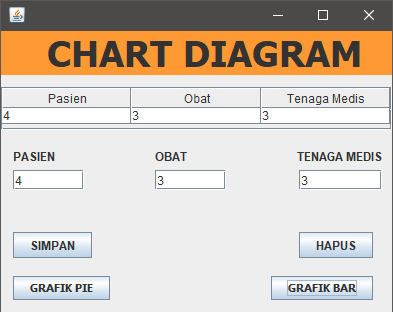 CHART DIAGRAM
Pasien Obat Tenaga Medis
4 3 3
PASIEN OBAT TENAGA MEDIS
4 3 3
SIMPAN HAPUS
GRAFIK PIE GRAFIK BAR